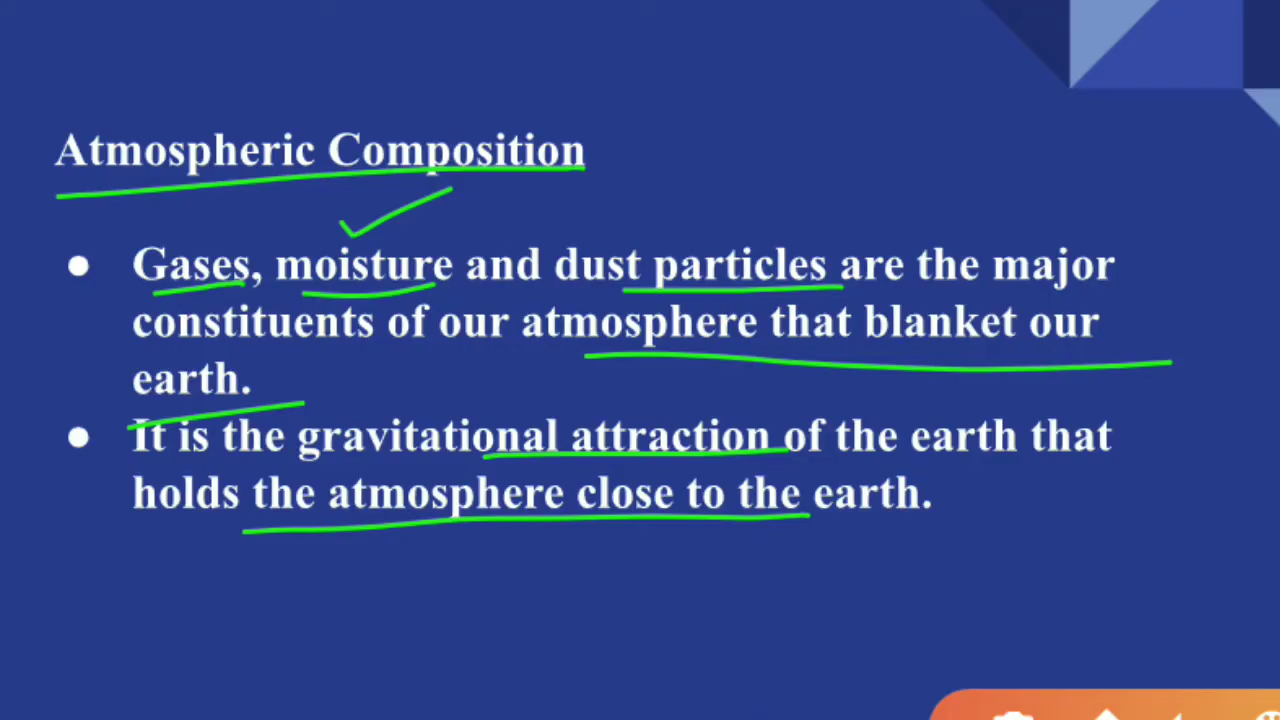 Atmospheric Composition
● Gases, moisture and dust particles are the major
constituents of our atmosphere that blanket our
earth.
● It is the gravitational attraction of the earth that
holds the atmosphere close to the earth.